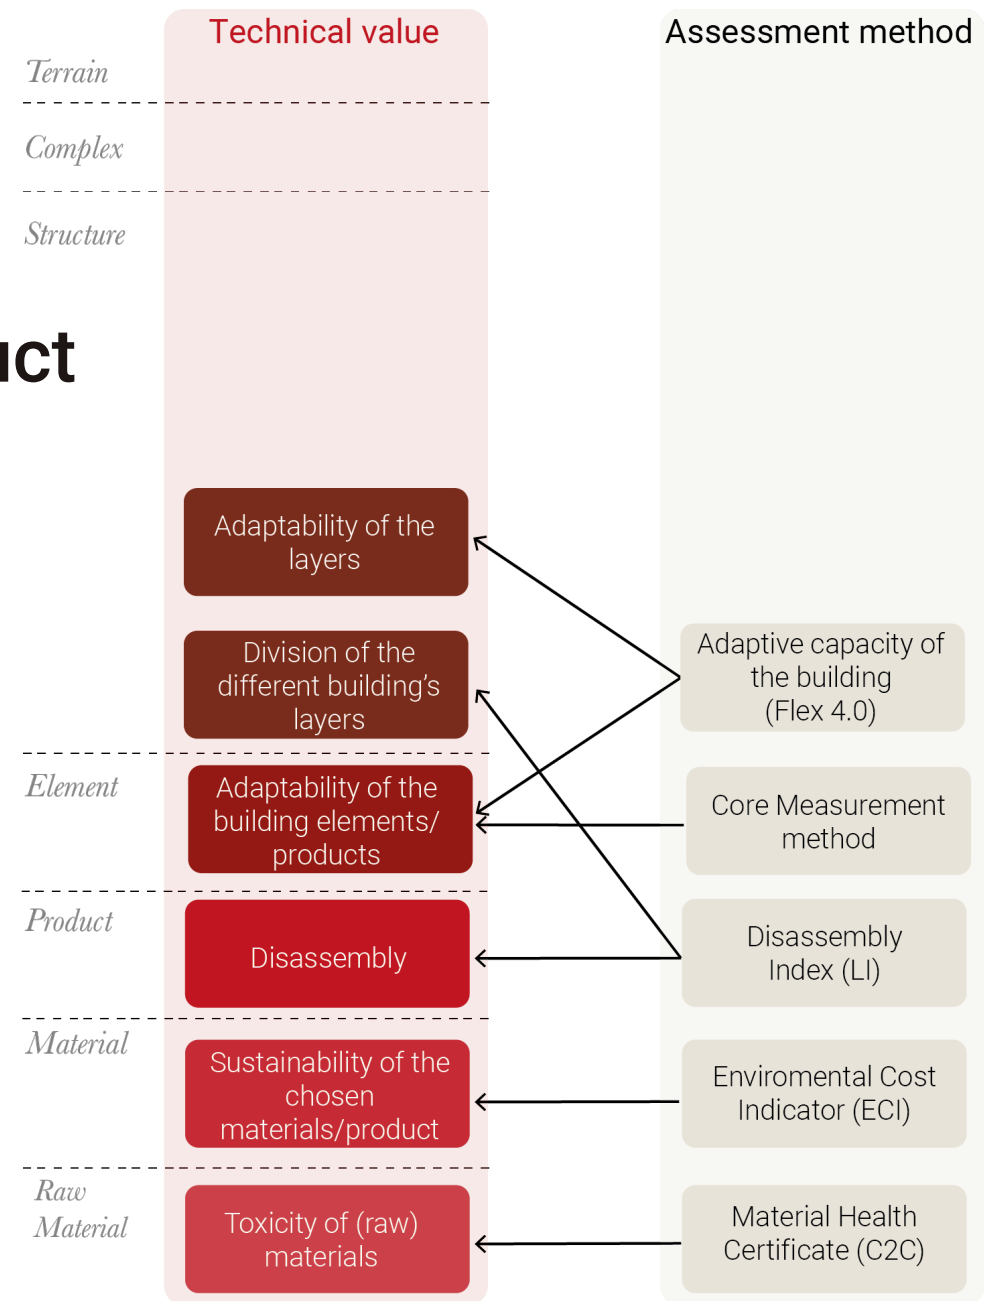 Technical value
Assessment method
Terrain
Complex
Structure
uct
Adaptability of the
layers
Division of the
different building’s
layers
Adaptive capacity of
the building
(Flex 4.0)
Element
Adaptability of the
building elements/
products
Core Measurement
method
Product
Disassembly
Disassembly
Index (LI)
Material
Sustainability of the
chosen
materials/product
Enviromental Cost
Indicator (ECI)
Raw
Material
Toxicity of (raw)
materials
Material Health
Certificate (C2C)